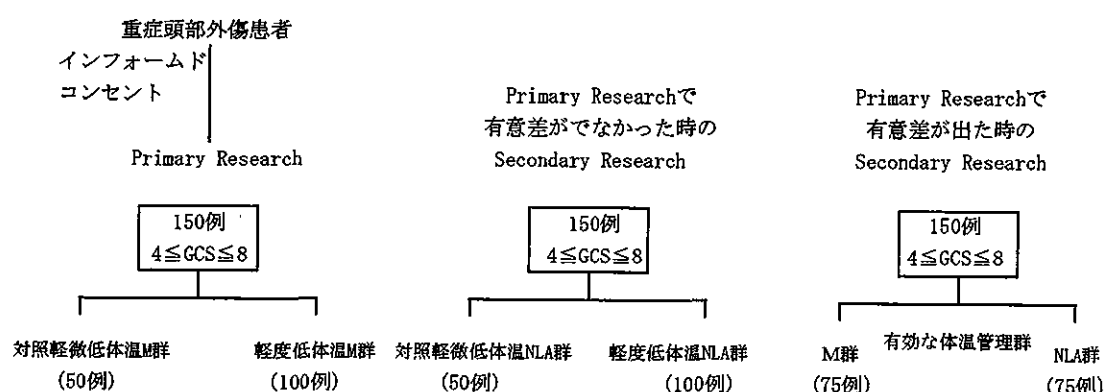 重症頭部外傷患者
インフォームド
コンセント
Primary Research
150例
4≦GCS≦8
対照軽微低体温M群
(50例)
軽度低体温M群
(100例)
Primary Researchで
有意差がでなかった時の
Secondary Research
150例
4≦GCS≦8
対照軽微低体温NLA群
(50例)
軽度低体温NLA群
(100例)
Primary Researchで
有意差が出た時の
Secondary Research
150例
4≦GCS≦8
M群
(75例)
有効な体温管理群
NLA群
(75例)